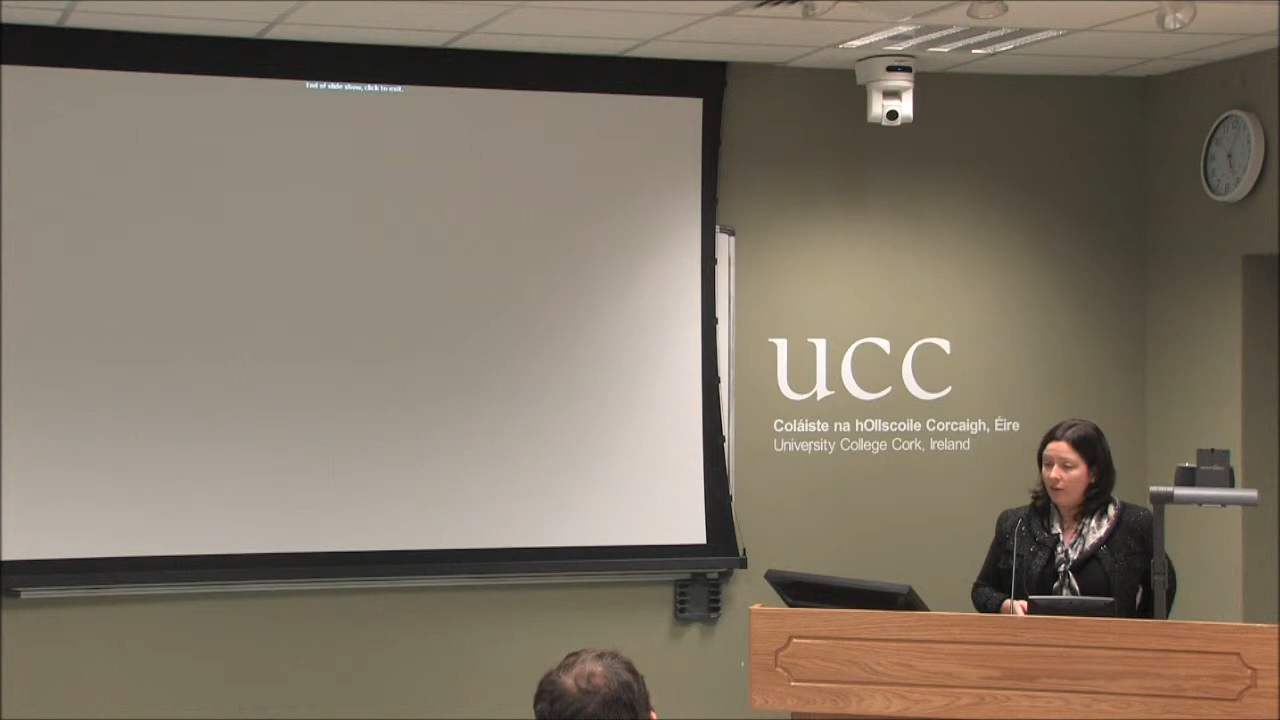 End of slide show, click to exit.
ucc
Coláiste na hOllscoile Corcaigh, Éire
University College Cork, Ireland